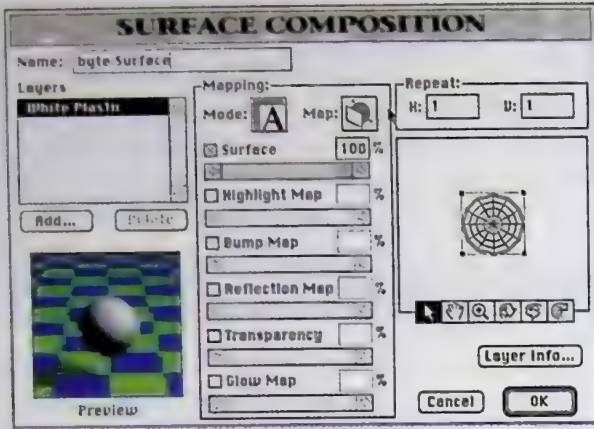 SURFACE COMPOSITION
Name: byte Surface
Layers
White Plastic
Add...
Delete
Preview
Mapping:
Mode: A Map:
Surface 100 %
Highlight Map %
Bump Map %
Reflection Map %
Transparency %
Glow Map %
Repeat:
U: 1
Layer Info...
Cancel OK